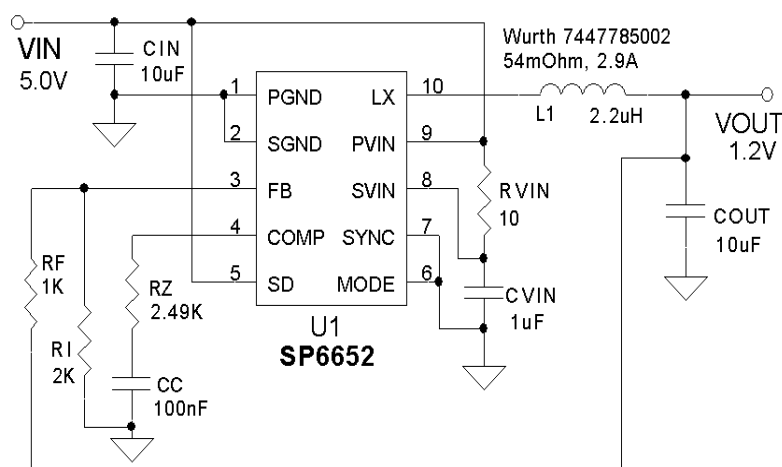 VIN
5.0V
CIN
10uF
Wurth 7447785002
54mOhm, 2.9A
L1
2.2uH
VOUT
1.2V
1
PGND
LX
10
2
SGND
PVIN
9
3
FB
SVIN
8
4
COMP
SYNC
7
5
SD
MODE
6
U1
SP6652
RVIN
10
CVIN
1uF
COUT
10uF
RF
1K
RI
2K
RZ
2.49K
CC
100nF